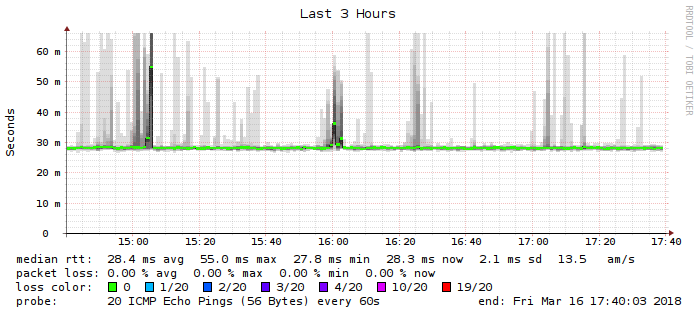 Last 3 Hours
RRDTOOL / TOBI OETIKER
Seconds
60 m
50 m
40 m
30 m
20 m
10 m
0
15:00 15:20 15:40 16:00 16:20 16:40 17:00 17:20 17:40
median rtt: 28.4 ms avg 55.0 ms max 27.8 ms min 28.3 ms now 2.1 ms sd 13.5 am/s
packet loss: 0.00 % avg 0.00 % max 0.00 % min 0.00 % now
loss color: 0 1/20 2/20 3/20 4/20 10/20 19/20
probe: 20 ICMP Echo Pings (56 Bytes) every 60s end: Fri Mar 16 17:40:03 2018